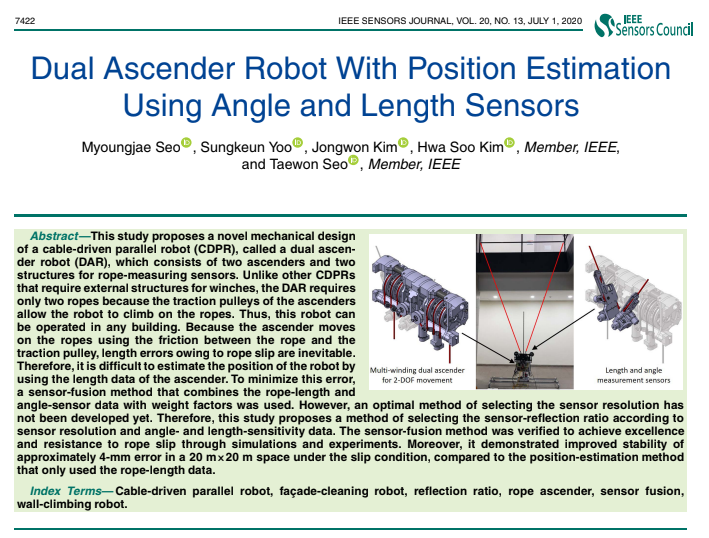 7422
IEEE SENSORS JOURNAL, VOL. 20, NO. 13, JULY 1, 2020
IEEE
Sensors Council
Dual Ascender Robot With Position Estimation
Using Angle and Length Sensors
Myoungjae Seo, Sungkeun Yoo, Jongwon Kim, Hwa Soo Kim, Member, IEEE,
and Taewon Seo, Member, IEEE
Abstract—This study proposes a novel mechanical design
of a cable-driven parallel robot (CDPR), called a dual ascen-
der robot (DAR), which consists of two ascenders and two
structures for rope-measuring sensors. Unlike other CDPRs
that require external structures for winches, the DAR requires
only two ropes because the traction pulleys of the ascenders
allow the robot to climb on the ropes. Thus, this robot can
be operated in any building. Because the ascender moves
on the ropes using the friction between the rope and the
traction pulley, length errors owing to rope slip are inevitable.
Therefore, it is difficult to estimate the position of the robot by
using the length data of the ascender. To minimize this error,
a sensor-fusion method that combines the rope-length and
angle-sensor data with weight factors was used. However, an optimal method of selecting the sensor resolution has
not been developed yet. Therefore, this study proposes a method of selecting the sensor-reflection ratio according to
sensor resolution and angle- and length-sensitivity data. The sensor-fusion method was verified to achieve excellence
and resistance to rope slip through simulations and experiments. Moreover, it demonstrated improved stability of
approximately 4-mm error in a 20 m×20 m space under the slip condition, compared to the position-estimation method
that only used the rope-length data.
Multi-winding dual ascender
for 2-DOF movement
Length and angle
measurement sensors
Index Terms—Cable-driven parallel robot, façade-cleaning robot, reflection ratio, rope ascender, sensor fusion,
wall-climbing robot.